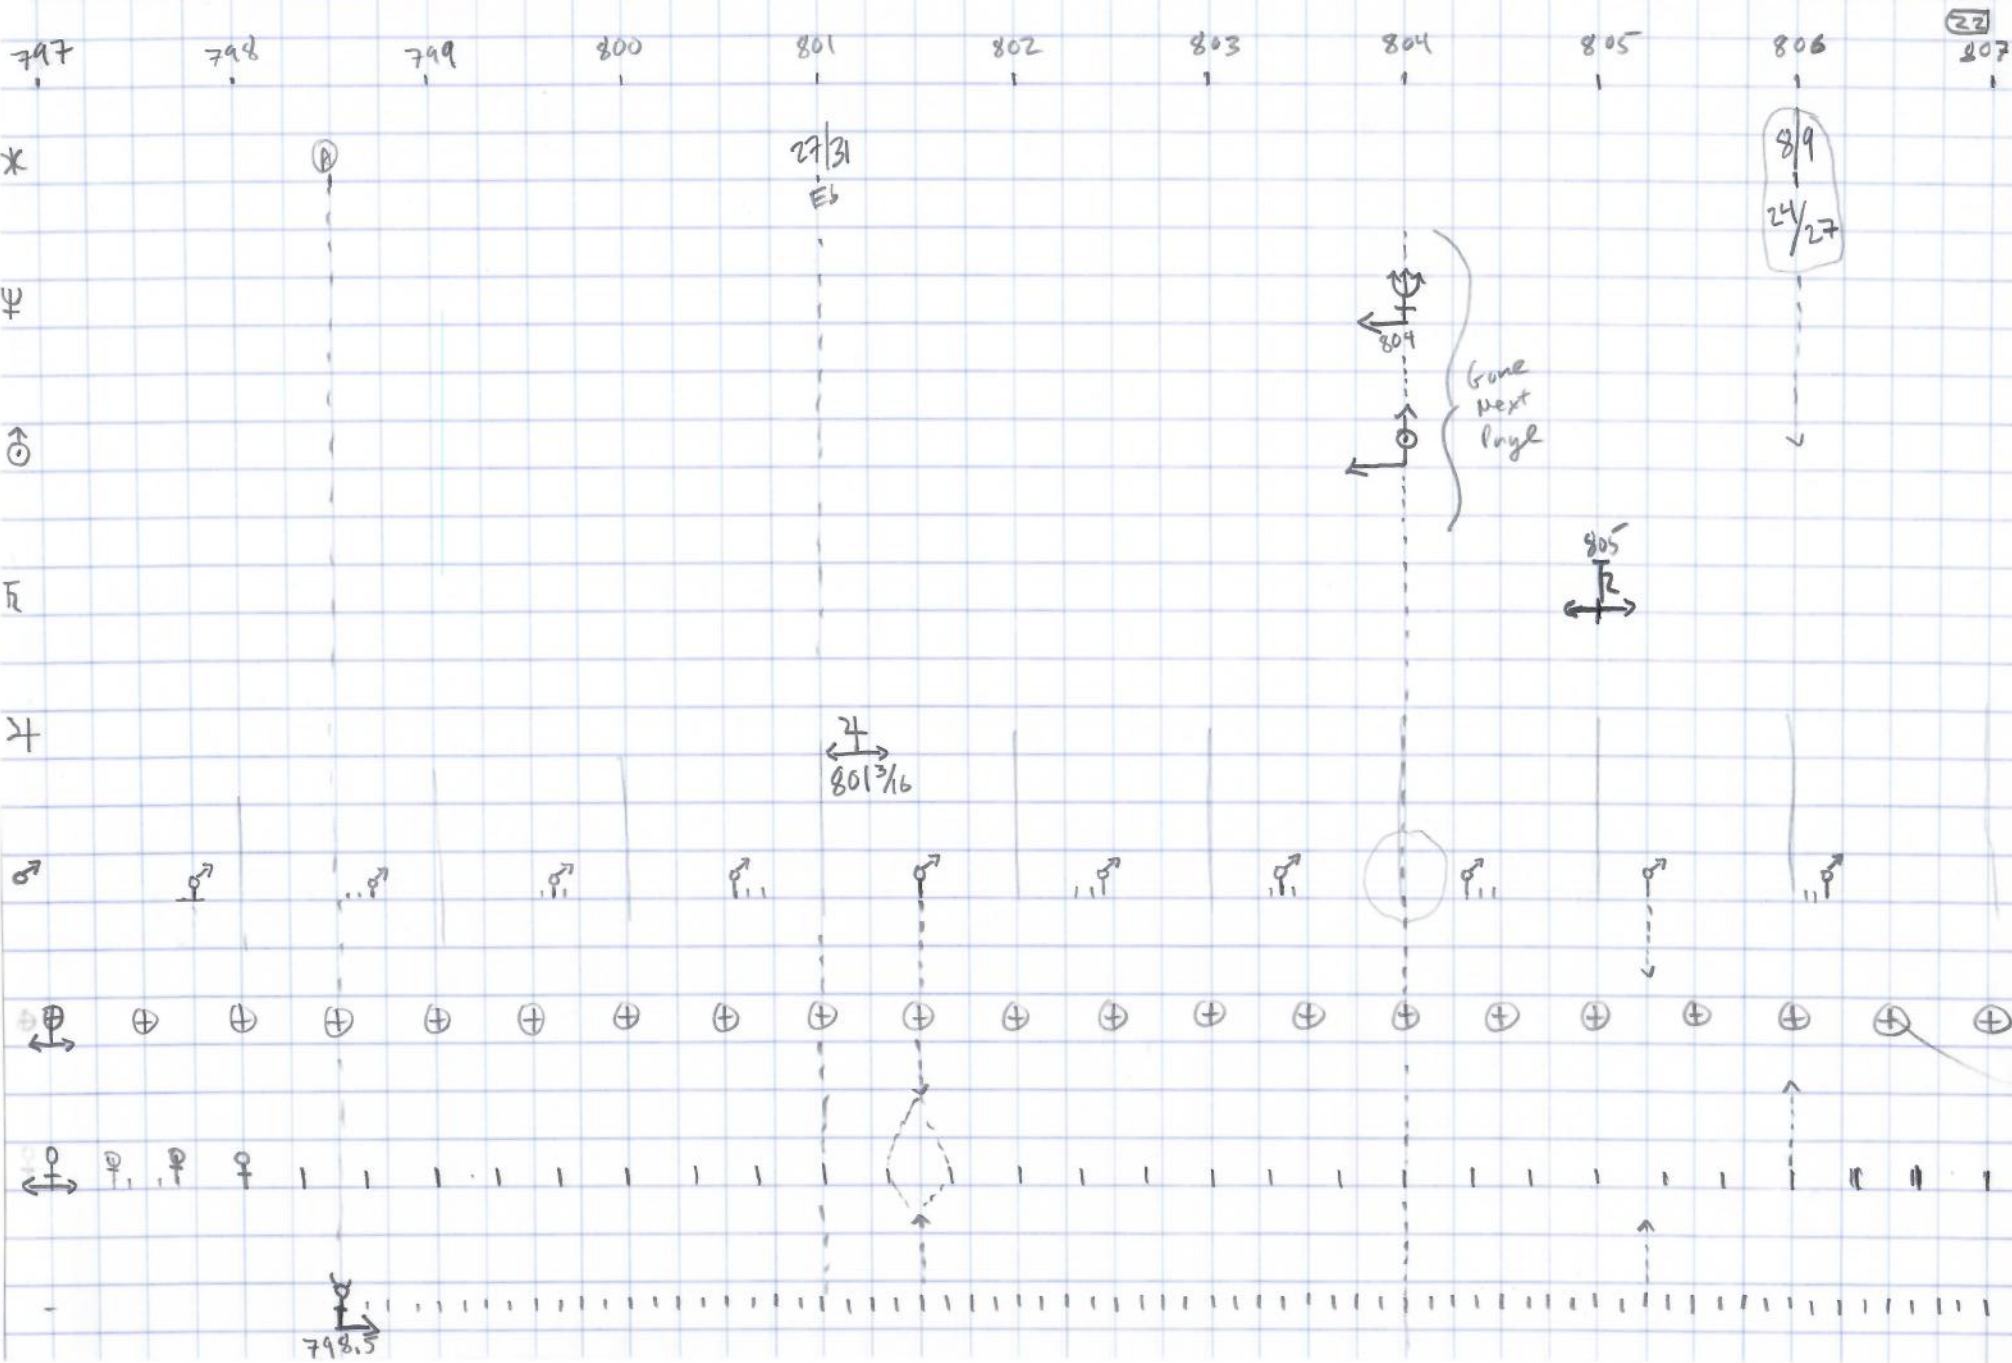 22
797 798 799 800 801 802 803 804 805 806 807
A 27/31 8/9
Eb 24/27
♆
804
Gone
Next
Page
805
♄
♃ ♃
801 3/16
♂ ♂ ♂ ♂ ♂ ♂ ♂ ♂ ♂ ♂ ♂
♀ ♀ ♀ ♀
☿
798.5